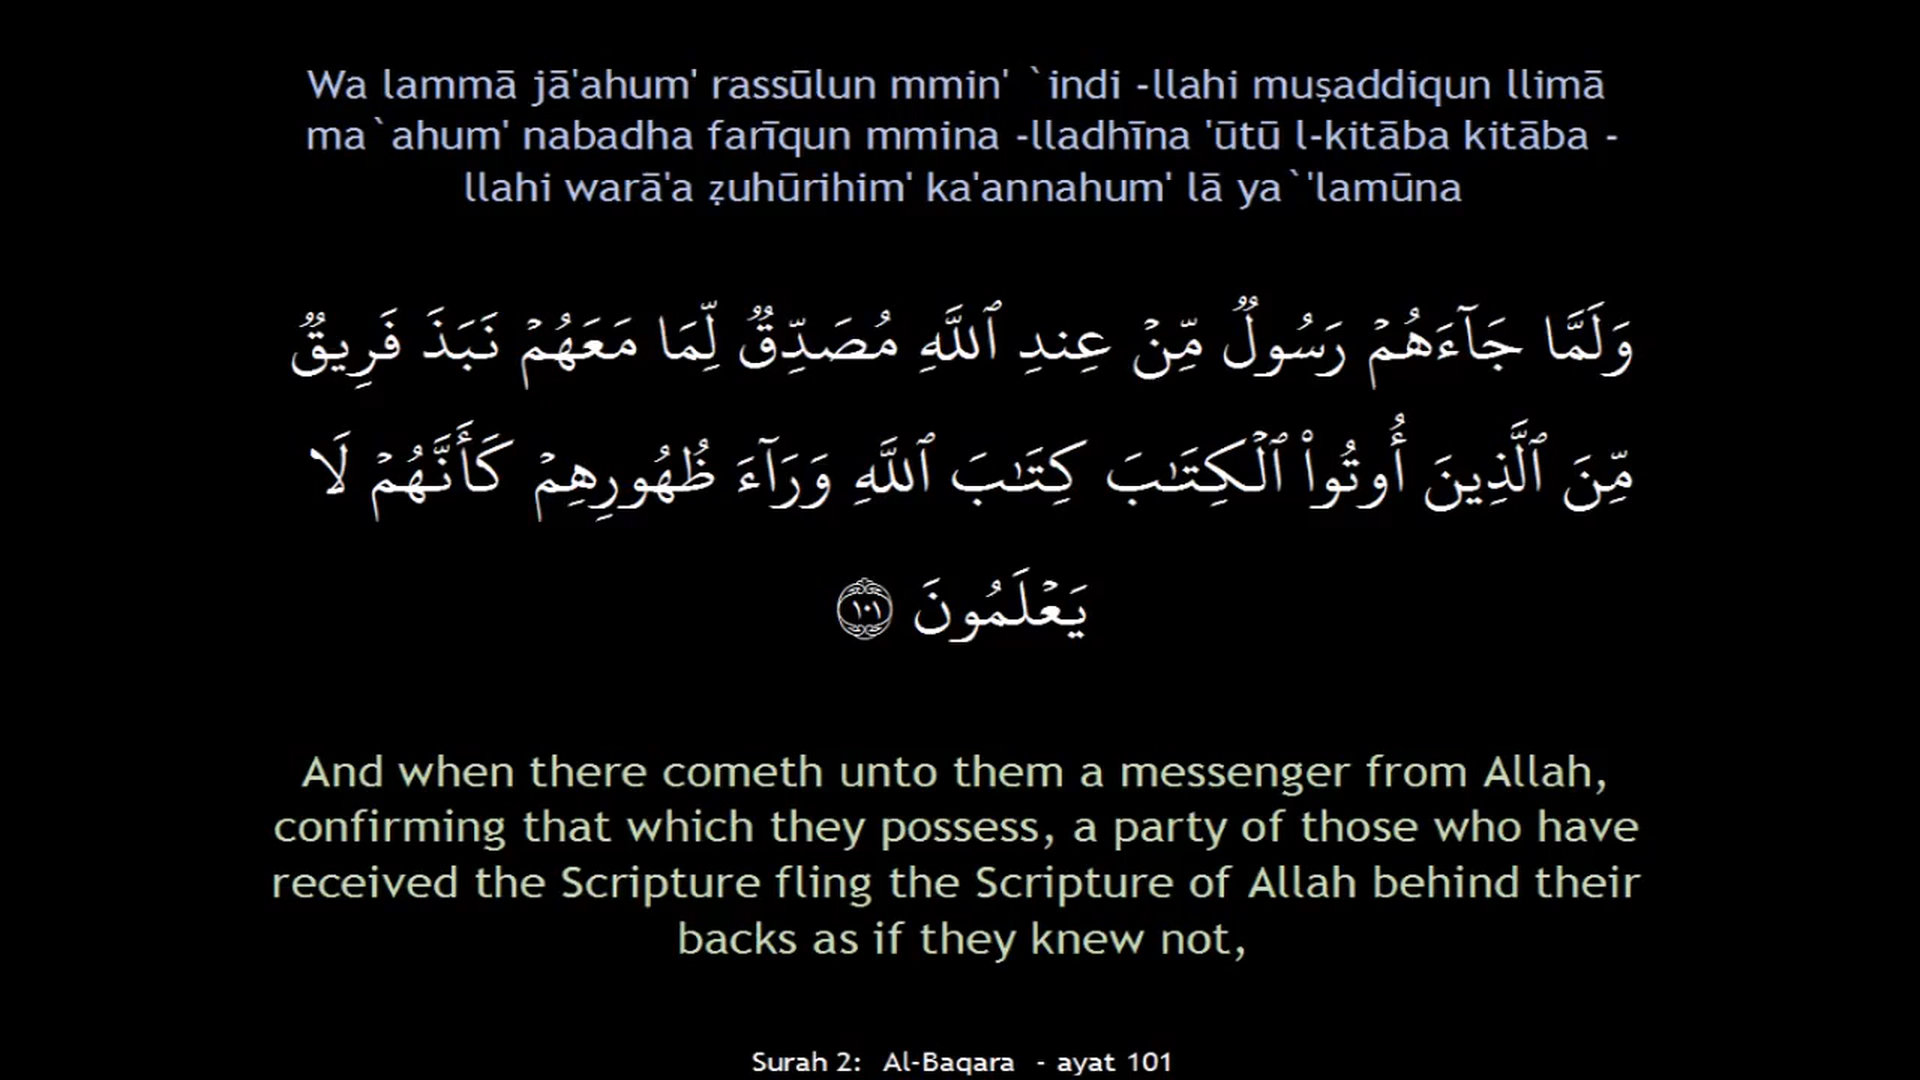 Wa lammā jā'ahum' rassūlun mmin' `indi -llahi muṣaddiqun llimā
ma`ahum' nabadha farīqun mmina -lladhīna 'ūtū l-kitāba kitāba -
llahi warā'a ẓuhūrihim' ka'annahum' lā ya`'lamūna
وَلَمَّا جَآءَهُمْ رَسُولٌ مِّنْ عِندِ ٱللَّهِ مُصَدِّقٌ لِّمَا مَعَهُمْ نَبَذَ فَرِيقٌ
مِّنَ ٱلَّذِينَ أُوتُوا۟ ٱلْكِتَـٰبَ كِتَـٰبَ ٱللَّهِ وَرَآءَ ظُهُورِهِمْ كَأَنَّهُمْ لَا
يَعْلَمُونَ ١٠١
And when there cometh unto them a messenger from Allah,
confirming that which they possess, a party of those who have
received the Scripture fling the Scripture of Allah behind their
backs as if they knew not,
Surah 2: Al-Baqara - ayat 101